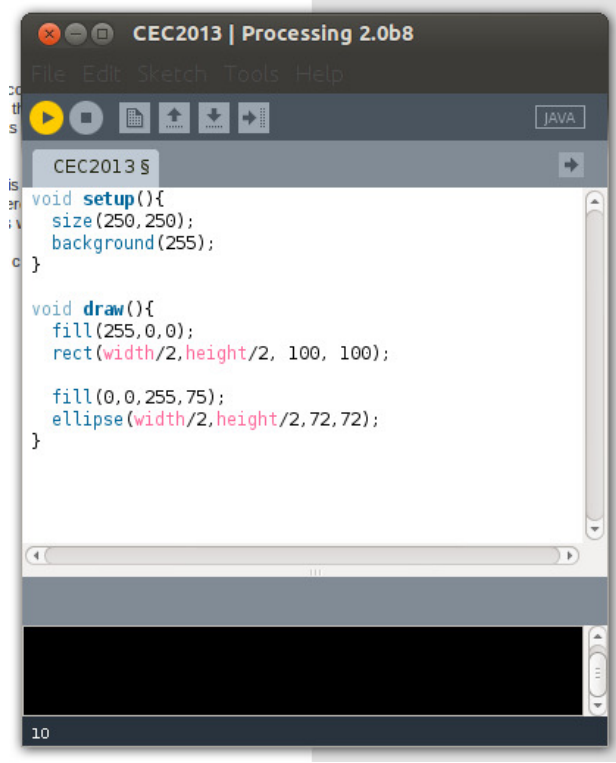 CEC2013 | Processing 2.0b8
File Edit Sketch Tools Help
JAVA
CEC2013 §
void setup(){
  size(250,250);
  background(255);
}

void draw(){
  fill(255,0,0);
  rect(width/2,height/2, 100, 100);

  fill(0,0,255,75);
  ellipse(width/2,height/2,72,72);
}
10